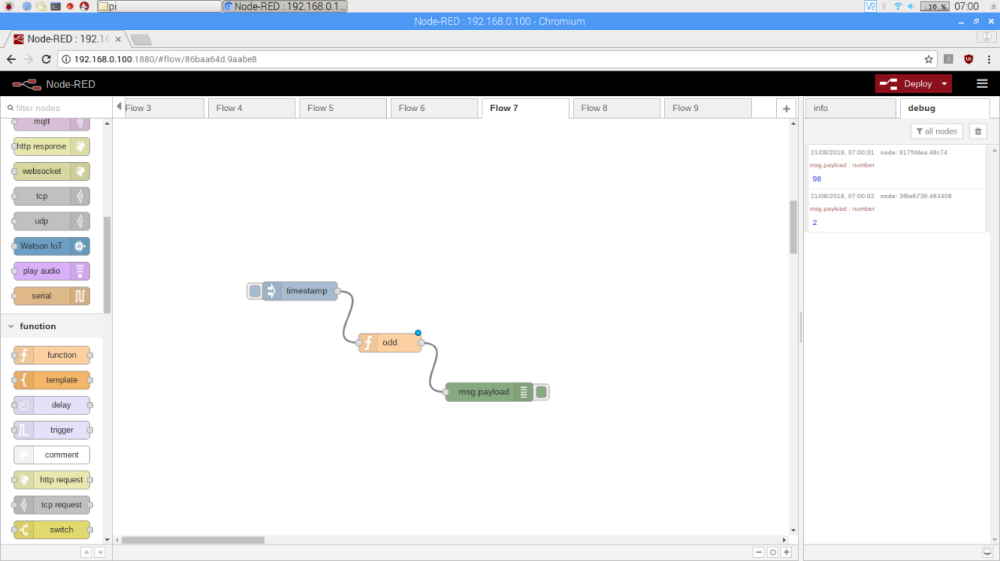 pi
Node-RED : 192.168.0.1...
10 %
07:00
Node-RED : 192.168.0.100 - Chromium
Node-RED : 192.16
192.168.0.100:1880/#flow/86baa64d.9aabe8
Node-RED
Deploy
filter nodes
mqtt
http response
websocket
tcp
udp
Watson IoT
play audio
serial
function
function
template
delay
trigger
comment
http request
tcp request
switch
Flow 3
Flow 4
Flow 5
Flow 6
Flow 7
Flow 8
Flow 9
timestamp
odd
msg.payload
info
debug
all nodes
21/08/2018, 07:00:01 node: 9175fdea.48c74
msg.payload : number
98
21/08/2018, 07:00:02 node: 3f8a6736.463408
msg.payload : number
2